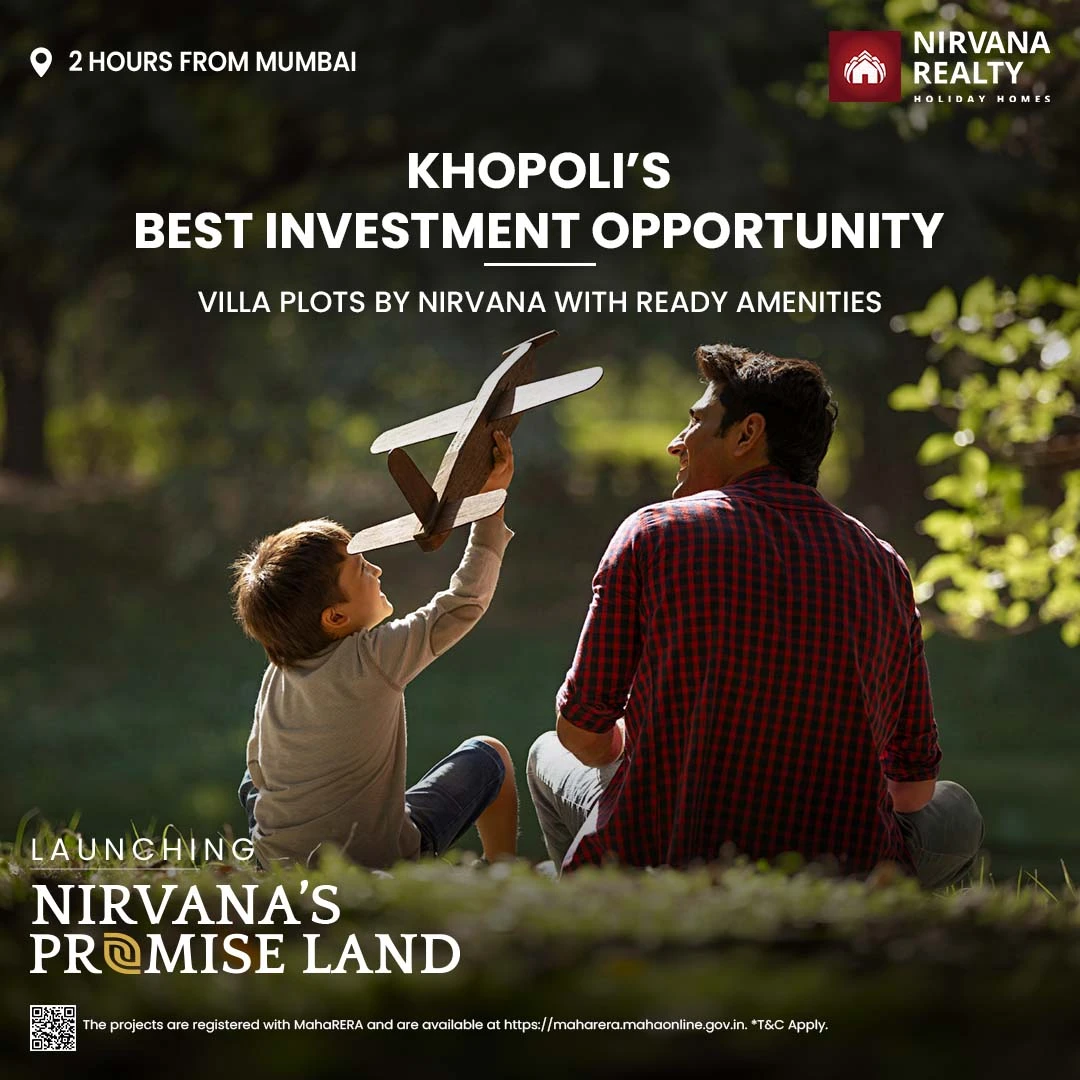 2 HOURS FROM MUMBAI
NIRVANA
REALTY
HOLIDAY HOMES
KHOPOLI'S
BEST INVESTMENT OPPORTUNITY
VILLA PLOTS BY NIRVANA WITH READY AMENITIES
LAUNCHING
NIRVANA'S
PROMISE LAND
The projects are registered with MahaRERA and are available at https://maharera.mahaonline.gov.in. *T&C Apply.